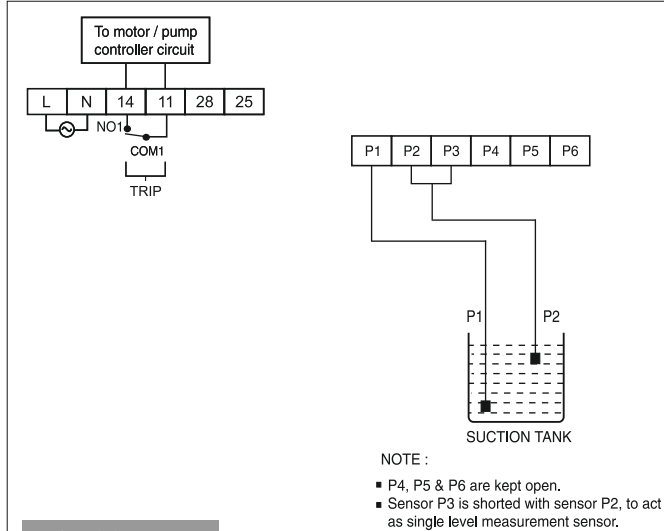 To motor / pump
controller circuit
L N 14 11 28 25
NO1
COM1
TRIP
P1 P2 P3 P4 P5 P6
P1 P2
SUCTION TANK
NOTE :
■ P4, P5 & P6 are kept open.
■ Sensor P3 is shorted with sensor P2, to act
as single level measurement sensor.